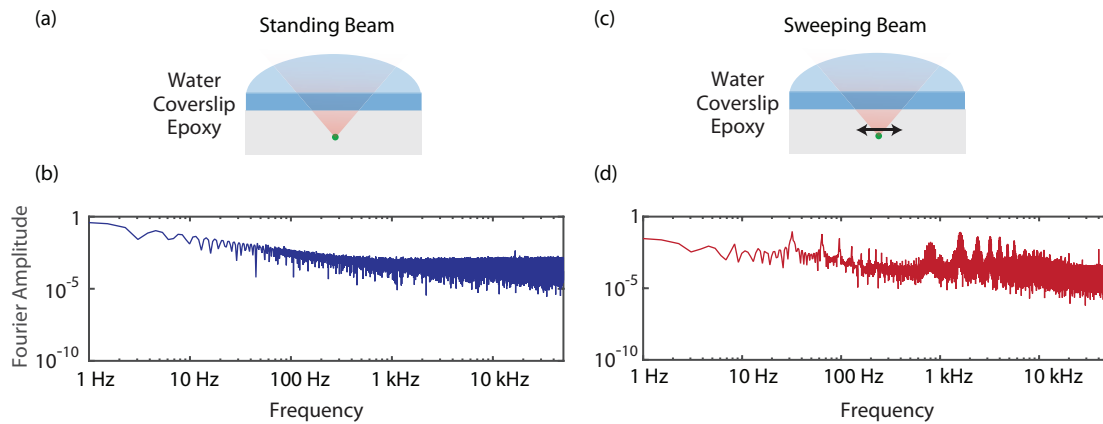 (a)
Standing Beam
Water
Coverslip
Epoxy
(b)
1
10^-5
10^-10
Fourier Amplitude
1 Hz
10 Hz
100 Hz
1 kHz
10 kHz
Frequency
(c)
Sweeping Beam
Water
Coverslip
Epoxy
(d)
1
10^-5
10^-10
1 Hz
10 Hz
100 Hz
1 kHz
10 kHz
Frequency